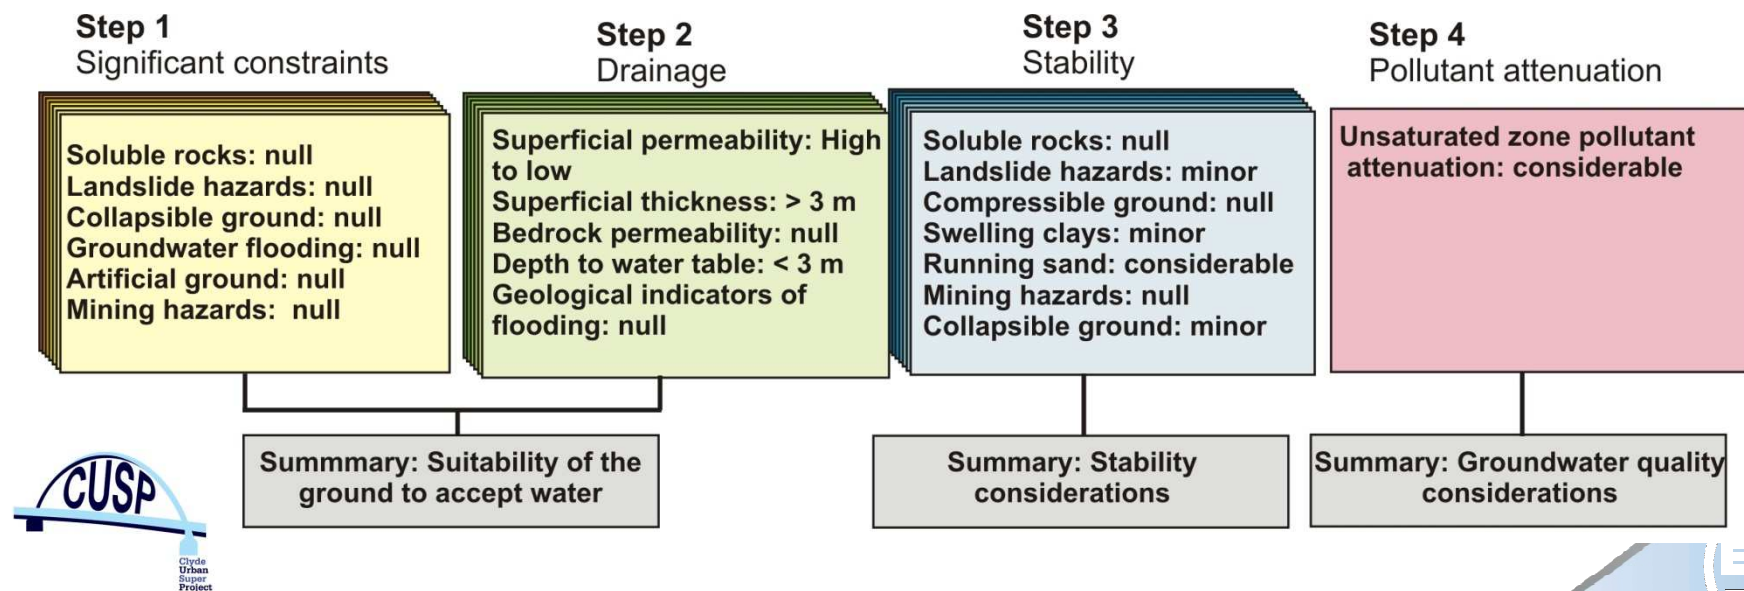 Step 1
Significant constraints
Soluble rocks: null
Landslide hazards: null
Collapsible ground: null
Groundwater flooding: null
Artificial ground: null
Mining hazards: null
Step 2
Drainage
Superficial permeability: High
to low
Superficial thickness: > 3 m
Bedrock permeability: null
Depth to water table: < 3 m
Geological indicators of
flooding: null
Step 3
Stability
Soluble rocks: null
Landslide hazards: minor
Compressible ground: null
Swelling clays: minor
Running sand: considerable
Mining hazards: null
Collapsible ground: minor
Step 4
Pollutant attenuation
Unsaturated zone pollutant
attenuation: considerable
Summmary: Suitability of the
ground to accept water
Summary: Stability
considerations
Summary: Groundwater quality
considerations
CUSP
Clyde
Urban
Super
Project